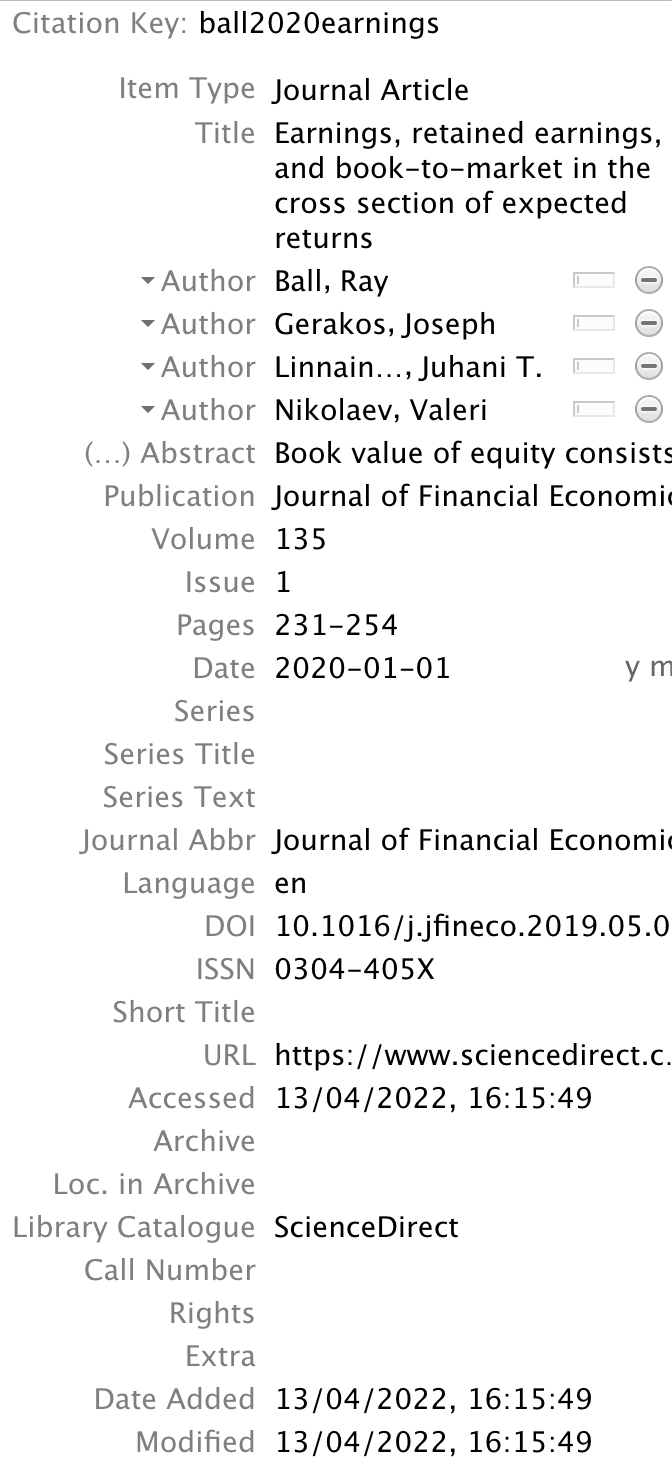 Citation Key: ball2020earnings
Item Type Journal Article
Title Earnings, retained earnings,
and book-to-market in the
cross section of expected
returns
Author Ball, Ray
Author Gerakos, Joseph
Author Linnain..., Juhani T.
Author Nikolaev, Valeri
(...) Abstract Book value of equity consists
Publication Journal of Financial Economic
Volume 135
Issue 1
Pages 231-254
Date 2020-01-01 y m
Series
Series Title
Series Text
Journal Abbr Journal of Financial Economic
Language en
DOI 10.1016/j.jfineco.2019.05.0
ISSN 0304-405X
Short Title
URL https://www.sciencedirect.c.
Accessed 13/04/2022, 16:15:49
Archive
Loc. in Archive
Library Catalogue ScienceDirect
Call Number
Rights
Extra
Date Added 13/04/2022, 16:15:49
Modified 13/04/2022, 16:15:49